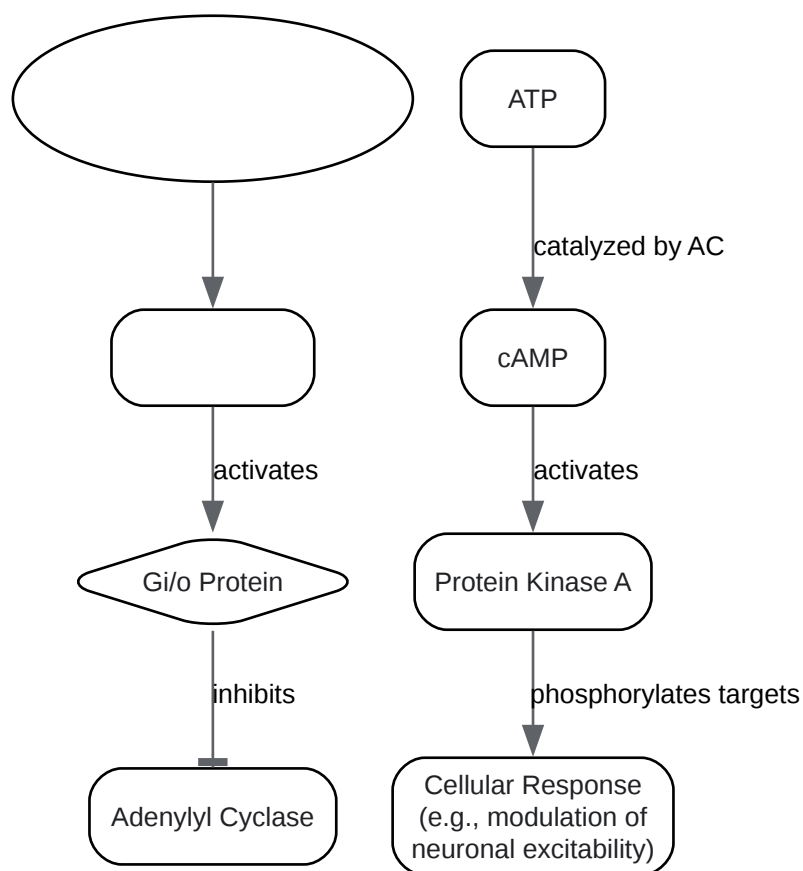 ATP
catalyzed by AC
cAMP
activates
activates
Gi/o Protein
Protein Kinase A
inhibits
phosphorylates targets
Adenylyl Cyclase
Cellular Response
(e.g., modulation of
neuronal excitability)